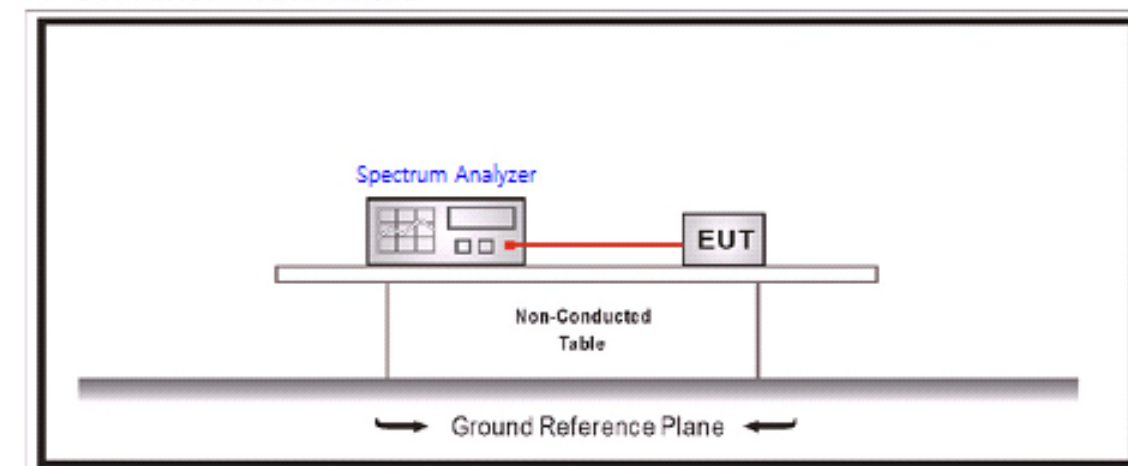 Spectrum Analyzer
EUT
Non-Conducted
Table
Ground Reference Plane